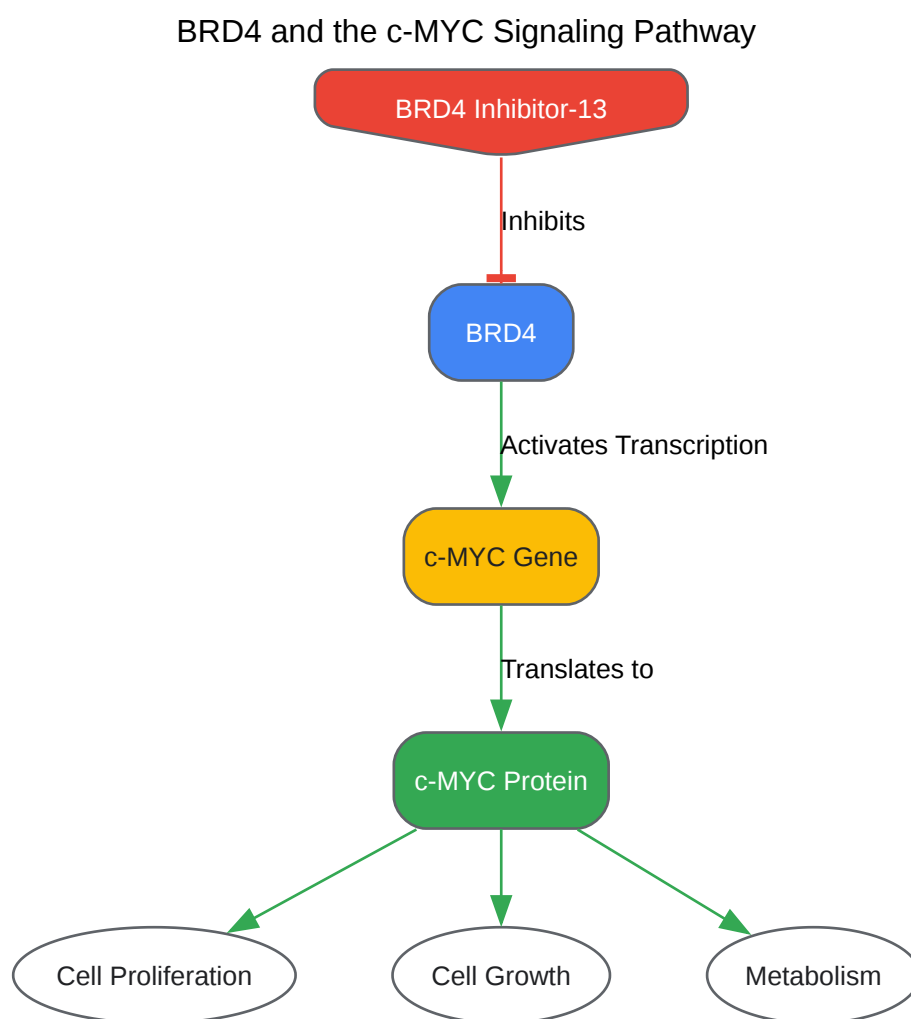 BRD4 and the c-MYC Signaling Pathway
BRD4 Inhibitor-13
Inhibits
BRD4
Activates Transcription
c-MYC Gene
Translates to
c-MYC Protein
Cell Proliferation
Cell Growth
Metabolism